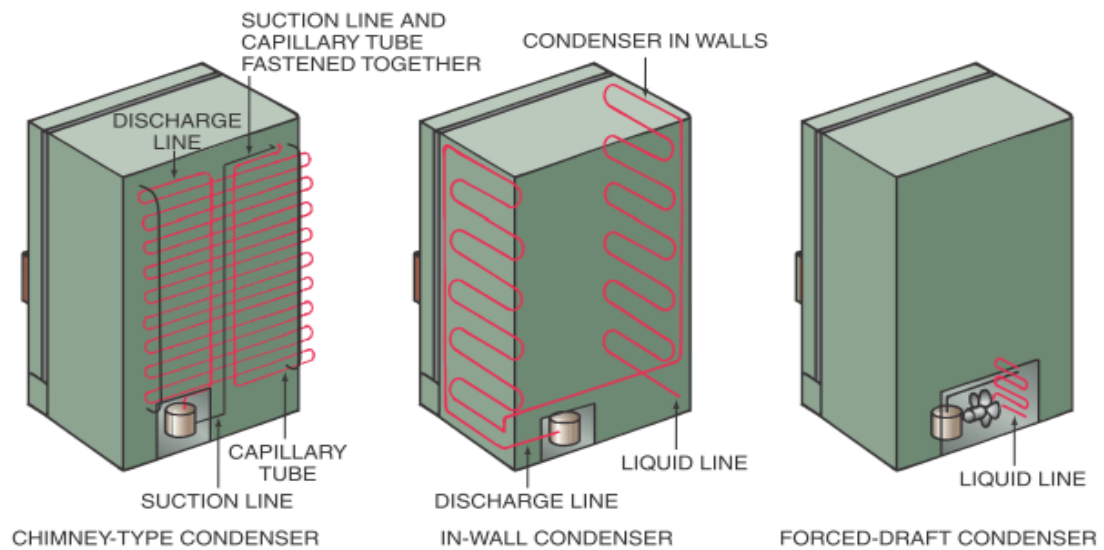 SUCTION LINE AND
CAPILLARY TUBE
FASTENED TOGETHER
DISCHARGE
LINE
CAPILLARY
TUBE
SUCTION LINE
CHIMNEY-TYPE CONDENSER
CONDENSER IN WALLS
LIQUID LINE
DISCHARGE LINE
IN-WALL CONDENSER
LIQUID LINE
FORCED-DRAFT CONDENSER